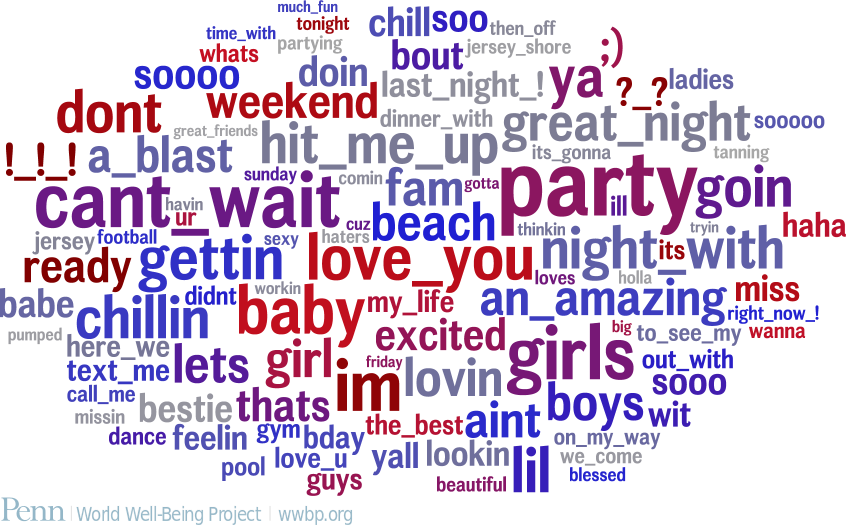 much_fun
time_with tonight chill soo then_off
whats partying bout jersey_shore ;)
soooo doin last_night_! ya ?_? ladies
dont weekend dinner_with great_night sooooo
great_friends hit_me_up its_gonna tanning
!_!_! a_blast
sunday comin fam gotta party goin
cant_wait havin ur cuz beach ill
jersey football sexy haters thinkin tryin haha
ready gettin love_you night_with its
babe didnt workin loves holla miss
chillin baby my_life an_amazing right_now_!
pumped excited girls big to_see_my wanna
here_we lets girl friday out_with
text_me im lovin sooo
call_me boys wit
missin bestie thats the_best aint
dance feelin gym bday on_my_way
pool love_u yall lookin we_come
guys beautiful lil blessed
Penn | World Well-Being Project | wwbp.org